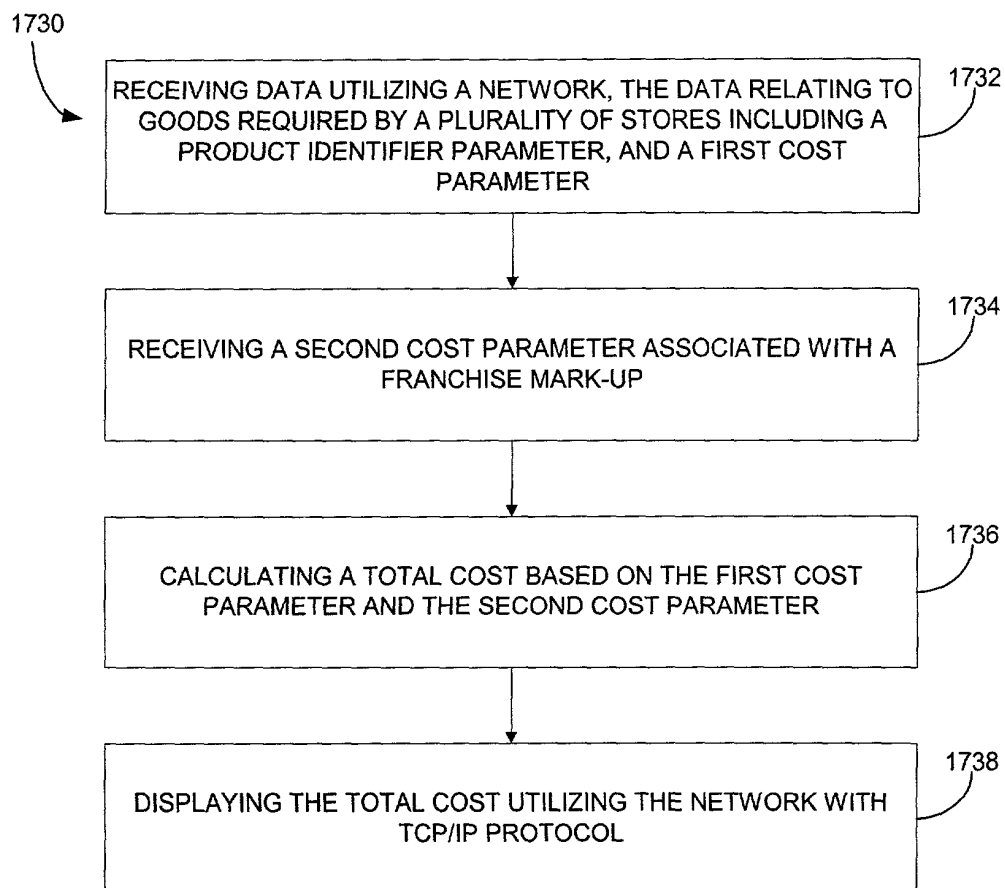 1730
RECEIVING DATA UTILIZING A NETWORK, THE DATA RELATING TO
GOODS REQUIRED BY A PLURALITY OF STORES INCLUDING A
PRODUCT IDENTIFIER PARAMETER, AND A FIRST COST
PARAMETER
1732
RECEIVING A SECOND COST PARAMETER ASSOCIATED WITH A
FRANCHISE MARK-UP
1734
CALCULATING A TOTAL COST BASED ON THE FIRST COST
PARAMETER AND THE SECOND COST PARAMETER
1736
DISPLAYING THE TOTAL COST UTILIZING THE NETWORK WITH
TCP/IP PROTOCOL
1738